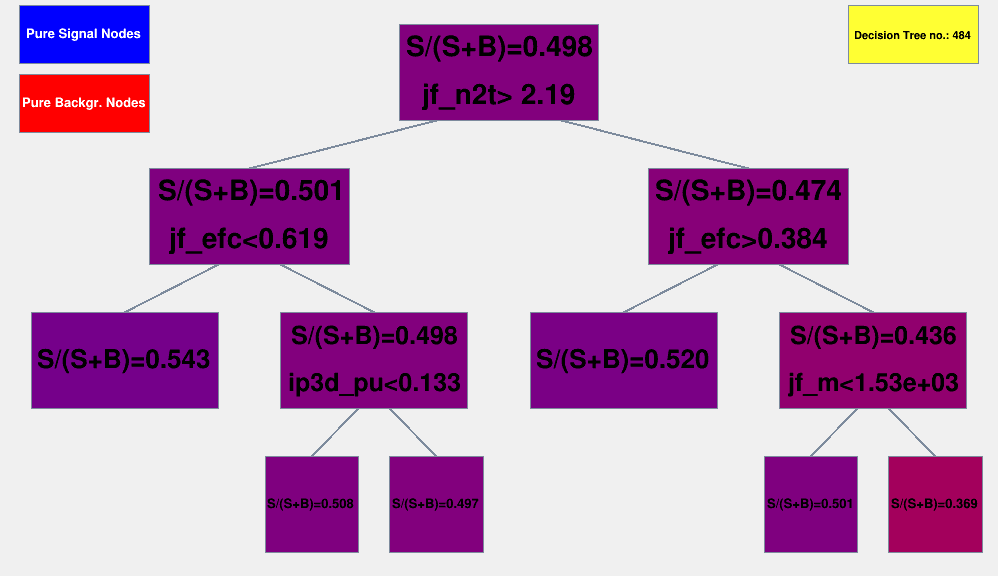 Pure Signal Nodes
Pure Backgr. Nodes
Decision Tree no.: 484
S/(S+B)=0.498
jf_n2t> 2.19
S/(S+B)=0.501
jf_efc<0.619
S/(S+B)=0.474
jf_efc>0.384
S/(S+B)=0.543
S/(S+B)=0.498
ip3d_pu<0.133
S/(S+B)=0.520
S/(S+B)=0.436
jf_m<1.53e+03
S/(S+B)=0.508
S/(S+B)=0.497
S/(S+B)=0.501
S/(S+B)=0.369